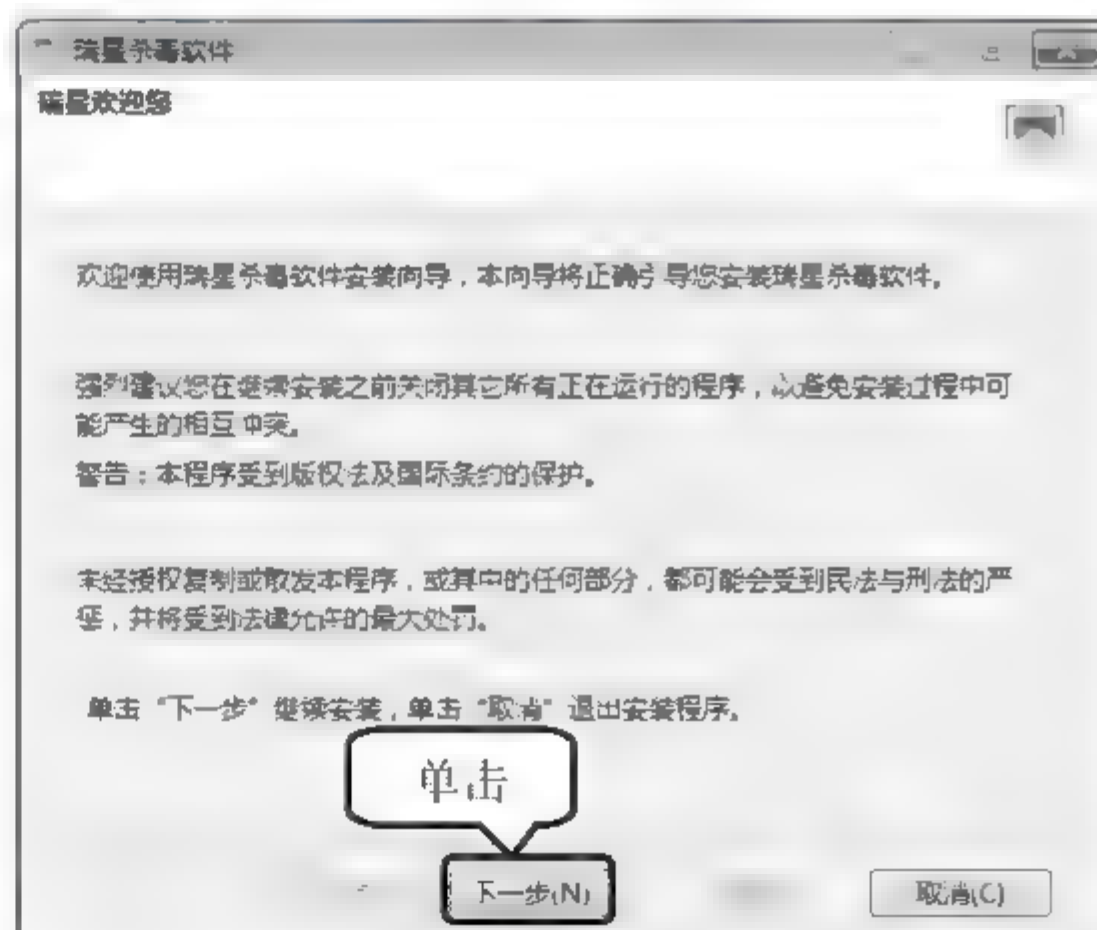 瑞星杀毒软件
瑞星欢迎您
欢迎使用瑞星杀毒软件安装向导，本向导将正确引导您安装瑞星杀毒软件。
强烈建议您在继续安装之前关闭其它所有正在运行的程序，以避免安装过程中可
能产生的相互冲突。
警告：本程序受到版权法及国际条约的保护。
未经授权复制或散发本程序，或其中的任何部分，都可能会受到民法与刑法的严
惩，并将受到法律允许的最大处罚。
单击“下一步”继续安装，单击“取消”退出安装程序。
单击
下一步(N)
取消(C)